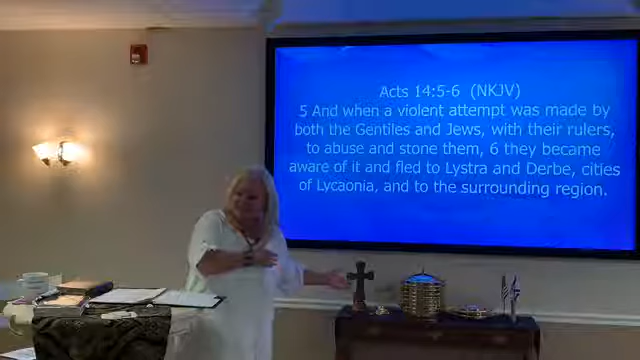 Acts 14:5-6 (NKJV)
5 And when a violent attempt was made by
both the Gentiles and Jews, with their rulers,
to abuse and stone them, 6 they became
aware of it and fled to Lystra and Derbe, cities
of Lycaonia, and to the surrounding region.